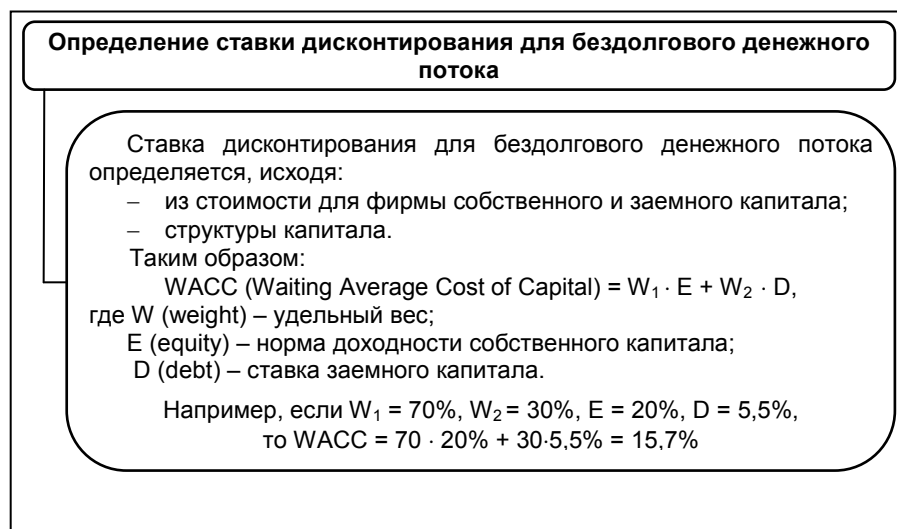 Определение ставки дисконтирования для бездолгового денежного
потока
Ставка дисконтирования для бездолгового денежного потока
определяется, исходя:
– из стоимости для фирмы собственного и заемного капитала;
– структуры капитала.
Таким образом:
WACC (Waiting Average Cost of Capital) = W₁ · E + W₂ · D,
где W (weight) – удельный вес;
E (equity) – норма доходности собственного капитала;
D (debt) – ставка заемного капитала.
Например, если W₁ = 70%, W₂ = 30%, E = 20%, D = 5,5%,
то WACC = 70 · 20% + 30·5,5% = 15,7%